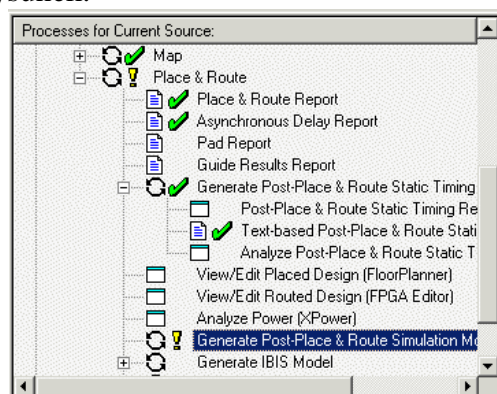 Processes for Current Source:
Map
Place & Route
Place & Route Report
Asynchronous Delay Report
Pad Report
Guide Results Report
Generate Post-Place & Route Static Timing
Post-Place & Route Static Timing Re
Text-based Post-Place & Route Stati
Analyze Post-Place & Route Static T
View/Edit Placed Design (FloorPlanner)
View/Edit Routed Design (FPGA Editor)
Analyze Power (XPower)
Generate Post-Place & Route Simulation Mo
Generate IBIS Model